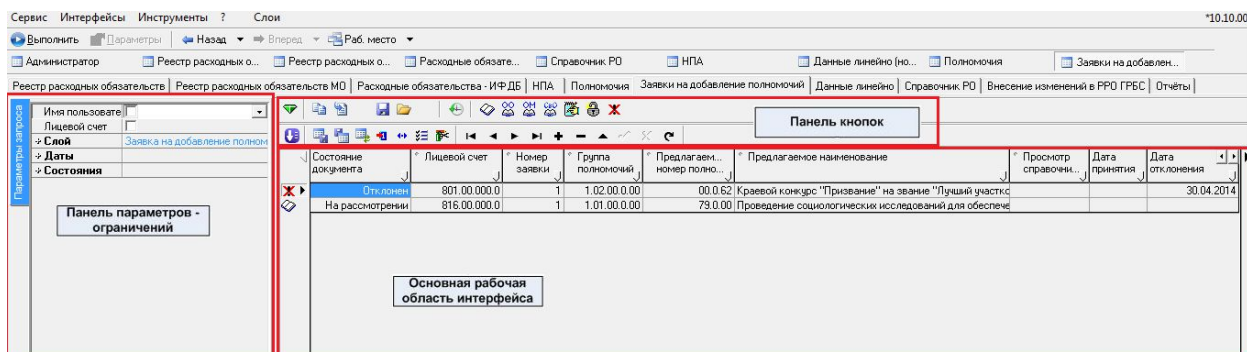 Сервис Интерфейсы Инструменты ? Слои *10.10.00
Выполнить Параметры Назад Вперед Раб. место
Администратор Реестр расходных о... Реестр расходных о... Расходные обязате... Справочник РО НПА Данные линейно (но... Полномочия Заявки на добавлен...
Реестр расходных обязательств Реестр расходных обязательств МО Расходные обязательства - ИФДБ НПА Полномочия Заявки на добавление полномочий Данные линейно Справочник РО Внесение изменений в РРО ГРБС Отчёты
Параметры запроса
Имя пользовате
Лицевой счет
Слой Заявка на добавление полном
Даты
Состояния
Панель параметров -
ограничений
Панель кнопок
Состояние документа Лицевой счет Номер заявки Группа полномочий Предлагаем... номер полно... Предлагаемое наименование Просмотр справочни... Дата принятия Дата отклонения
Отклонен 801.00.000.0 1 1.02.00.0.00 00.0.62 Краевой конкурс "Призвание" на звание "Лучший участко 30.04.2014
На рассмотрении 816.00.000.0 1 1.01.00.0.00 79.0.00 Проведение социологических исследований для обеспече
Основная рабочая
область интерфейса